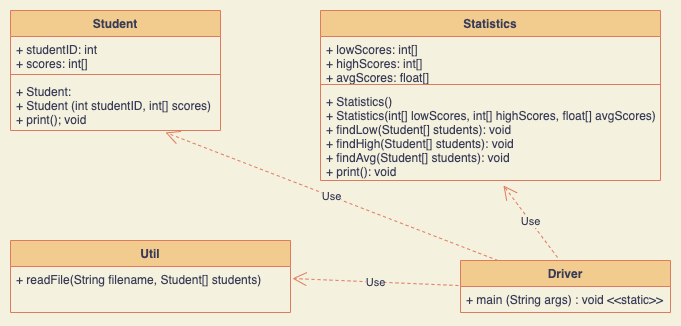 Student
+ studentID: int
+ scores: int[]
+ Student:
+ Student (int studentID, int[] scores)
+ print(); void
Statistics
+ lowScores: int[]
+ highScores: int[]
+ avgScores: float[]
+ Statistics()
+ Statistics(int[] lowScores, int[] highScores, float[] avgScores)
+ findLow(Student[] students): void
+ findHigh(Student[] students): void
+ findAvg(Student[] students): void
+ print(): void
Use
Use
Util
+ readFile(String filename, Student[] students)
Use
Driver
+ main (String args) : void <<static>>